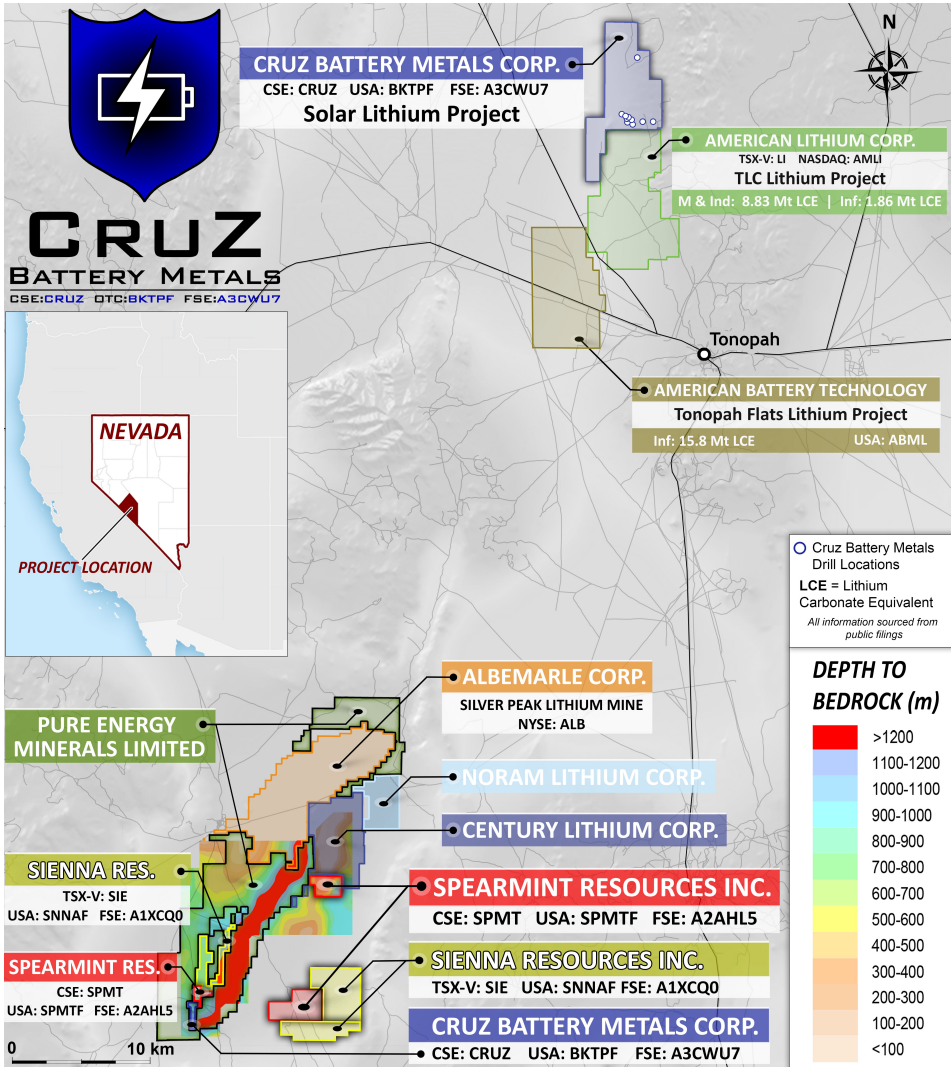 N
CRUZ BATTERY METALS CORP.
CSE: CRUZ USA: BKTPF FSE: A3CWU7
Solar Lithium Project
AMERICAN LITHIUM CORP.
TSX-V: LI NASDAQ: AMLI
TLC Lithium Project
M & Ind: 8.83 Mt LCE | Inf: 1.86 Mt LCE
CRUZ
BATTERY METALS
CSE:CRUZ OTC:BKTPF FSE:A3CWU7
Tonopah
AMERICAN BATTERY TECHNOLOGY
Tonopah Flats Lithium Project
Inf: 15.8 Mt LCE USA: ABML
NEVADA
PROJECT LOCATION
Cruz Battery Metals
Drill Locations
LCE = Lithium
Carbonate Equivalent
All information sourced from
public filings
DEPTH TO
BEDROCK (m)
>1200
1100-1200
1000-1100
900-1000
800-900
700-800
600-700
500-600
400-500
300-400
200-300
100-200
<100
ALBEMARLE CORP.
SILVER PEAK LITHIUM MINE
NYSE: ALB
PURE ENERGY
MINERALS LIMITED
NORAM LITHIUM CORP.
CENTURY LITHIUM CORP.
SIENNA RES.
TSX-V: SIE
USA: SNNAF FSE: A1XCQ0
SPEARMINT RESOURCES INC.
CSE: SPMT USA: SPMTF FSE: A2AHL5
SPEARMINT RES.
CSE: SPMT
USA: SPMTF FSE: A2AHL5
SIENNA RESOURCES INC.
TSX-V: SIE USA: SNNAF FSE: A1XCQ0
CRUZ BATTERY METALS CORP.
CSE: CRUZ USA: BKTPF FSE: A3CWU7
0 10 km